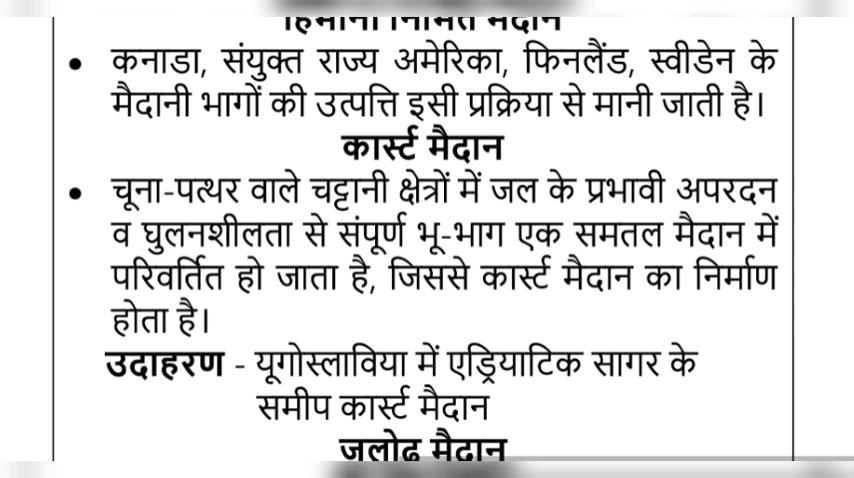 हिमानी निर्मित मैदान
• कनाडा, संयुक्त राज्य अमेरिका, फिनलैंड, स्वीडेन के
मैदानी भागों की उत्पत्ति इसी प्रक्रिया से मानी जाती है।
कार्स्ट मैदान
• चूना-पत्थर वाले चट्टानी क्षेत्रों में जल के प्रभावी अपरदन
व घुलनशीलता से संपूर्ण भू-भाग एक समतल मैदान में
परिवर्तित हो जाता है, जिससे कार्स्ट मैदान का निर्माण
होता है।
उदाहरण - यूगोस्लाविया में एड्रियाटिक सागर के
समीप कार्स्ट मैदान
जलोढ़ मैदान